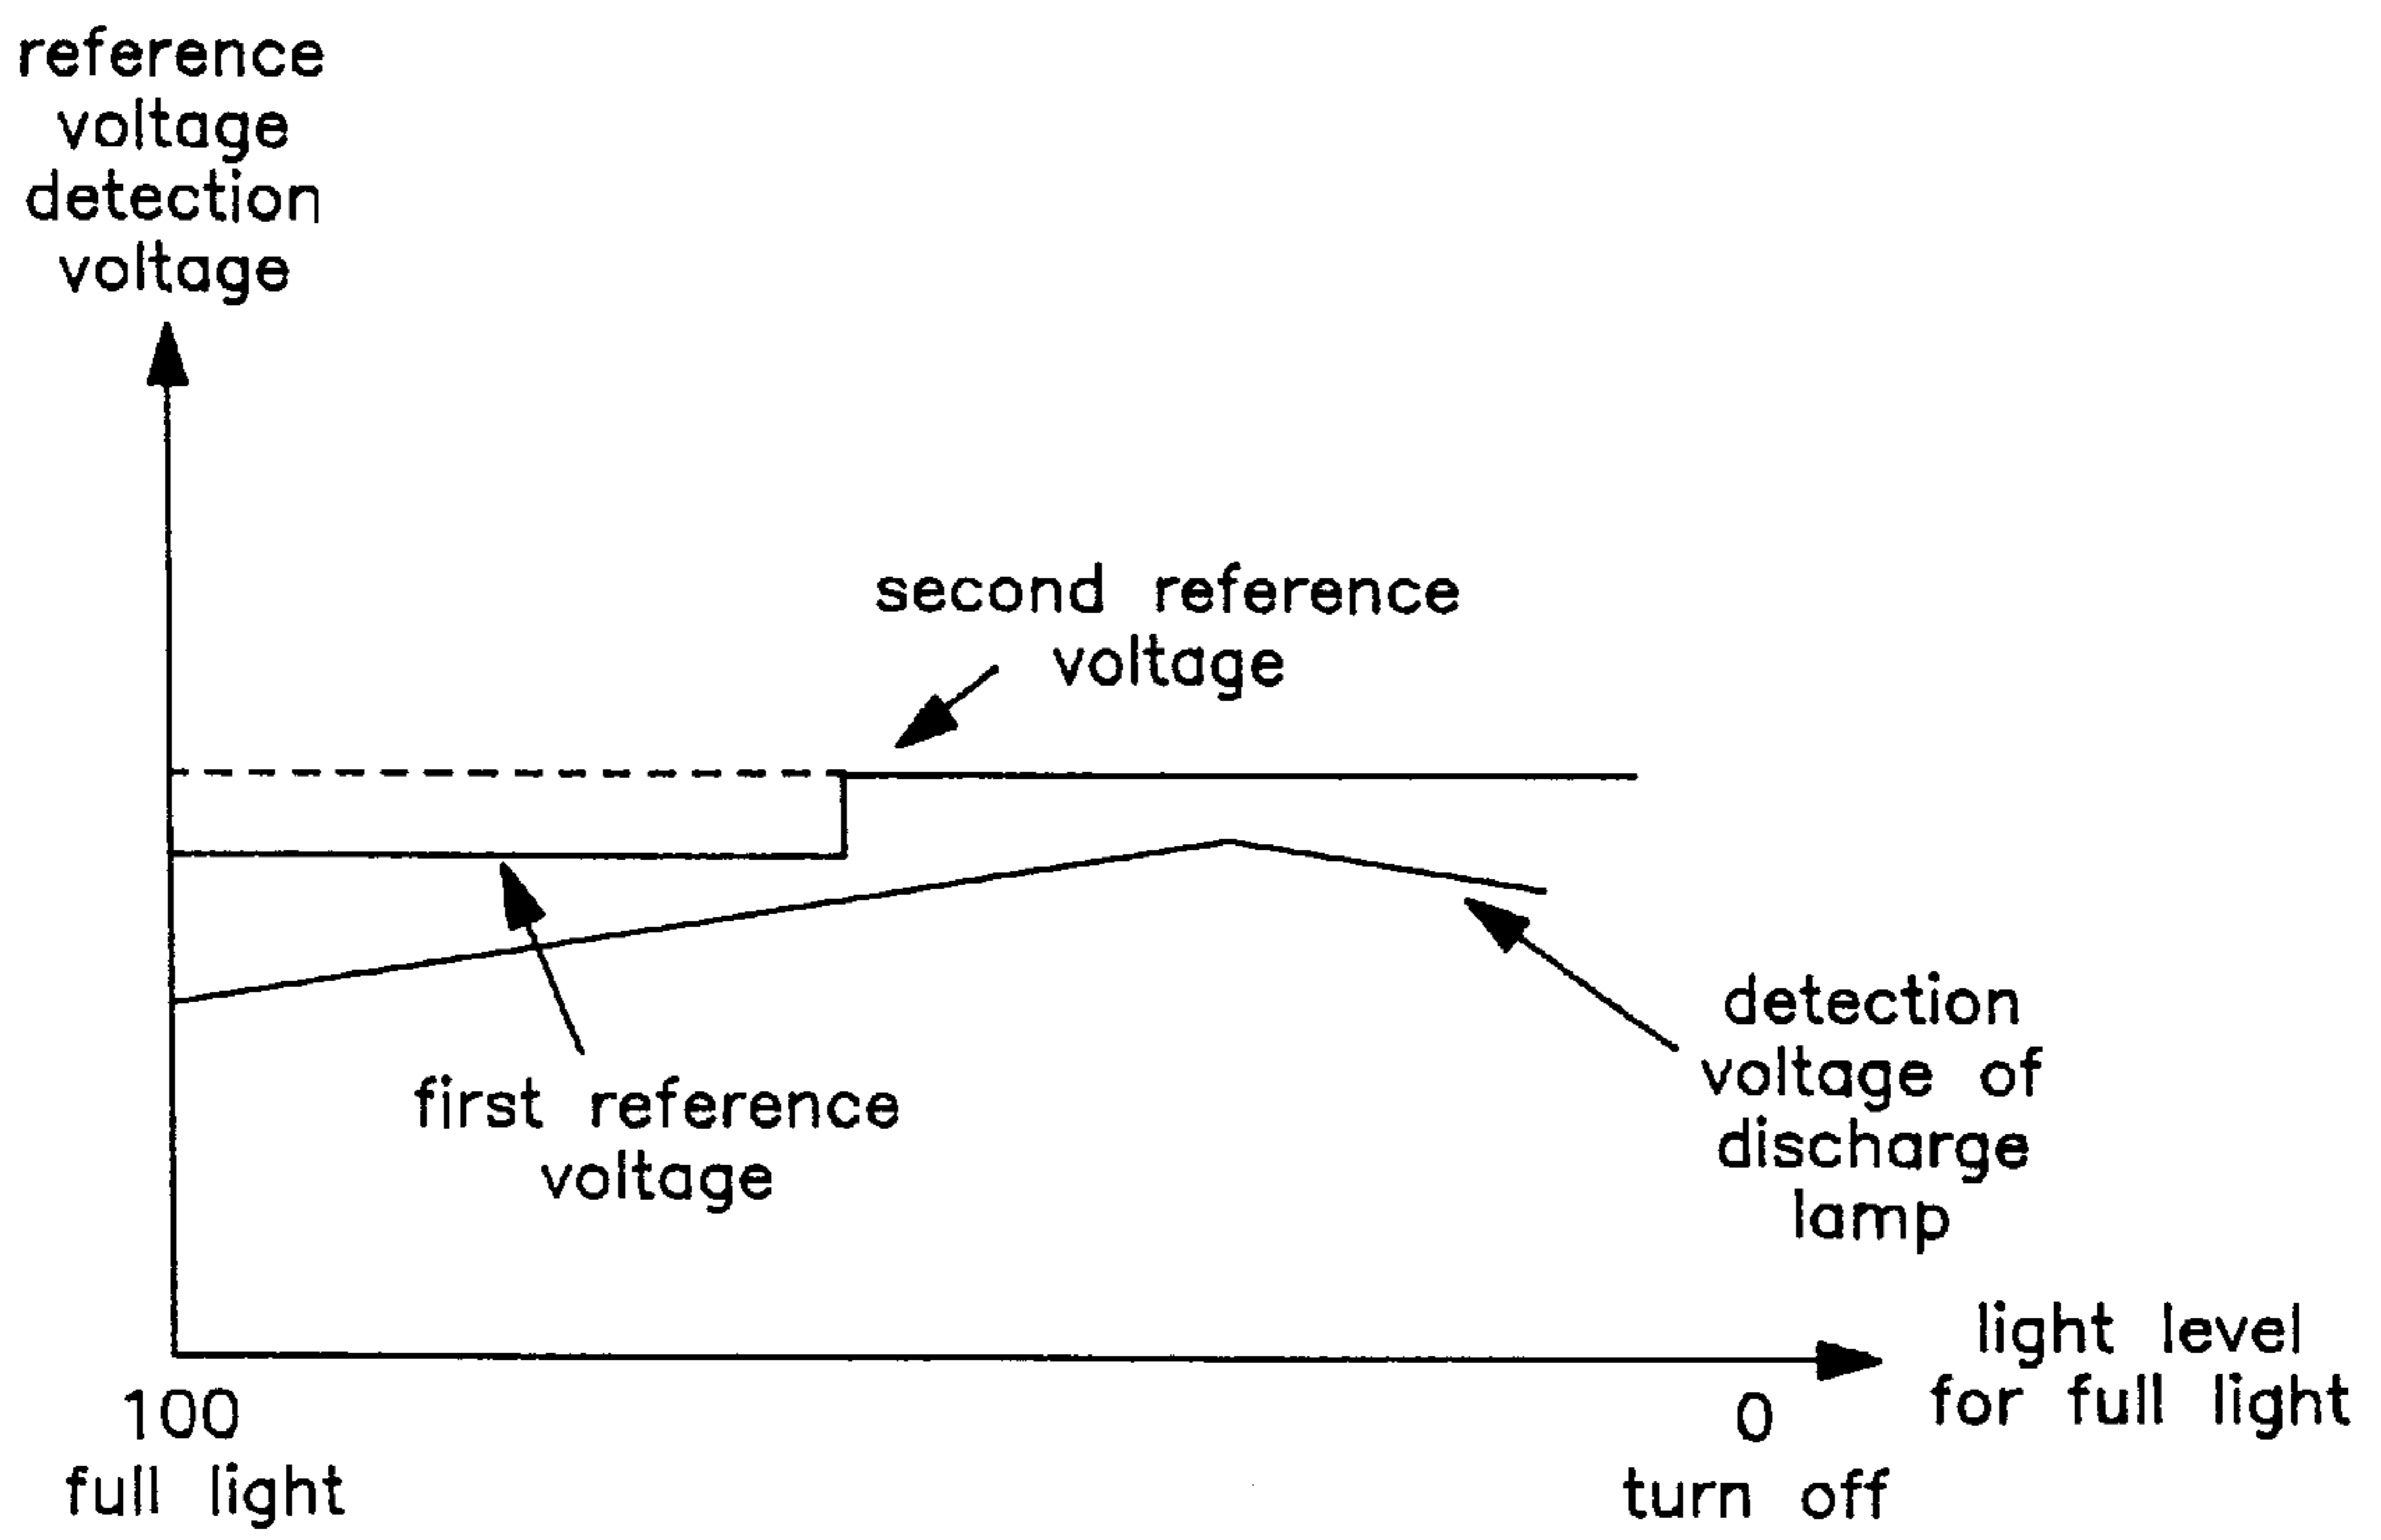 reference
voltage
detection
voltage
second reference
voltage
first reference
voltage
detection
voltage of
discharge
lamp
light level
for full light
100
full light
0
turn off